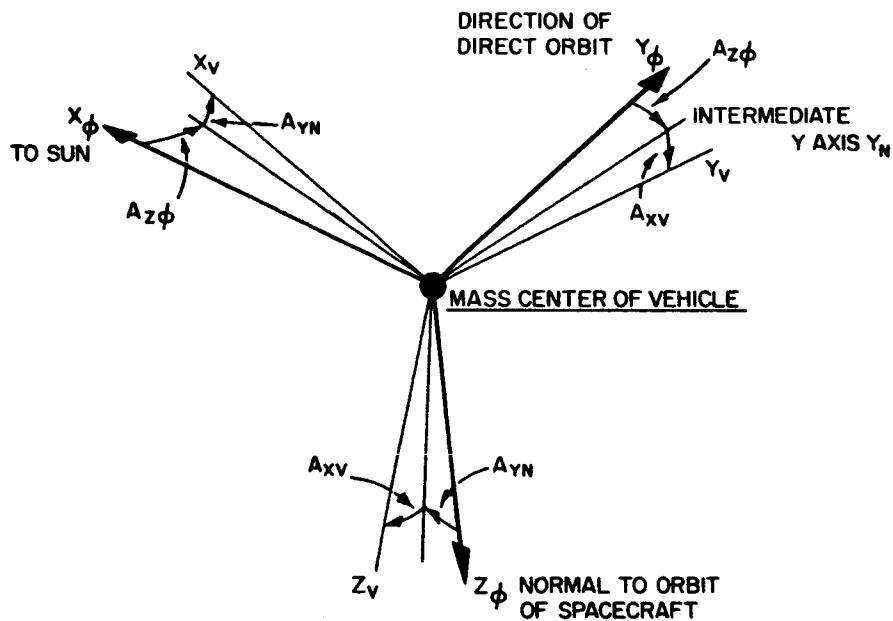 DIRECTION OF
DIRECT ORBIT
Yϕ
AZϕ
XV
Xϕ
TO SUN
AYN
AZϕ
INTERMEDIATE
Y AXIS YN
YV
AXV
MASS CENTER OF VEHICLE
AXV
AYN
ZV
Zϕ NORMAL TO ORBIT
OF SPACECRAFT